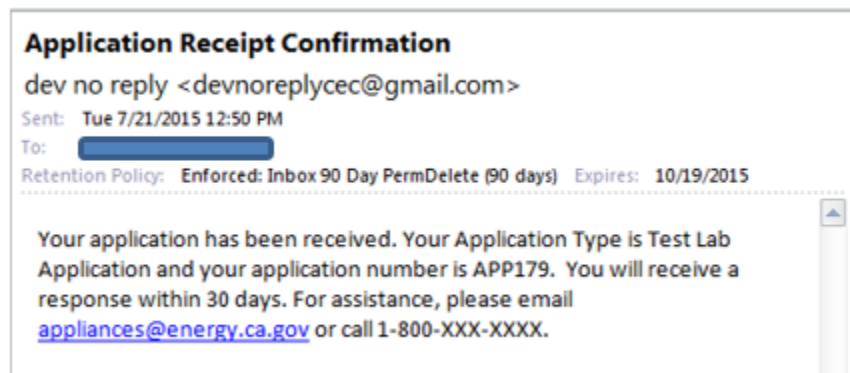 Application Receipt Confirmation
dev no reply <devnoreplycec@gmail.com>
Sent: Tue 7/21/2015 12:50 PM
To:
Retention Policy: Enforced: Inbox 90 Day PermDelete (90 days) Expires: 10/19/2015
Your application has been received. Your Application Type is Test Lab
Application and your application number is APP179. You will receive a
response within 30 days. For assistance, please email
appliances@energy.ca.gov or call 1-800-XXX-XXXX.